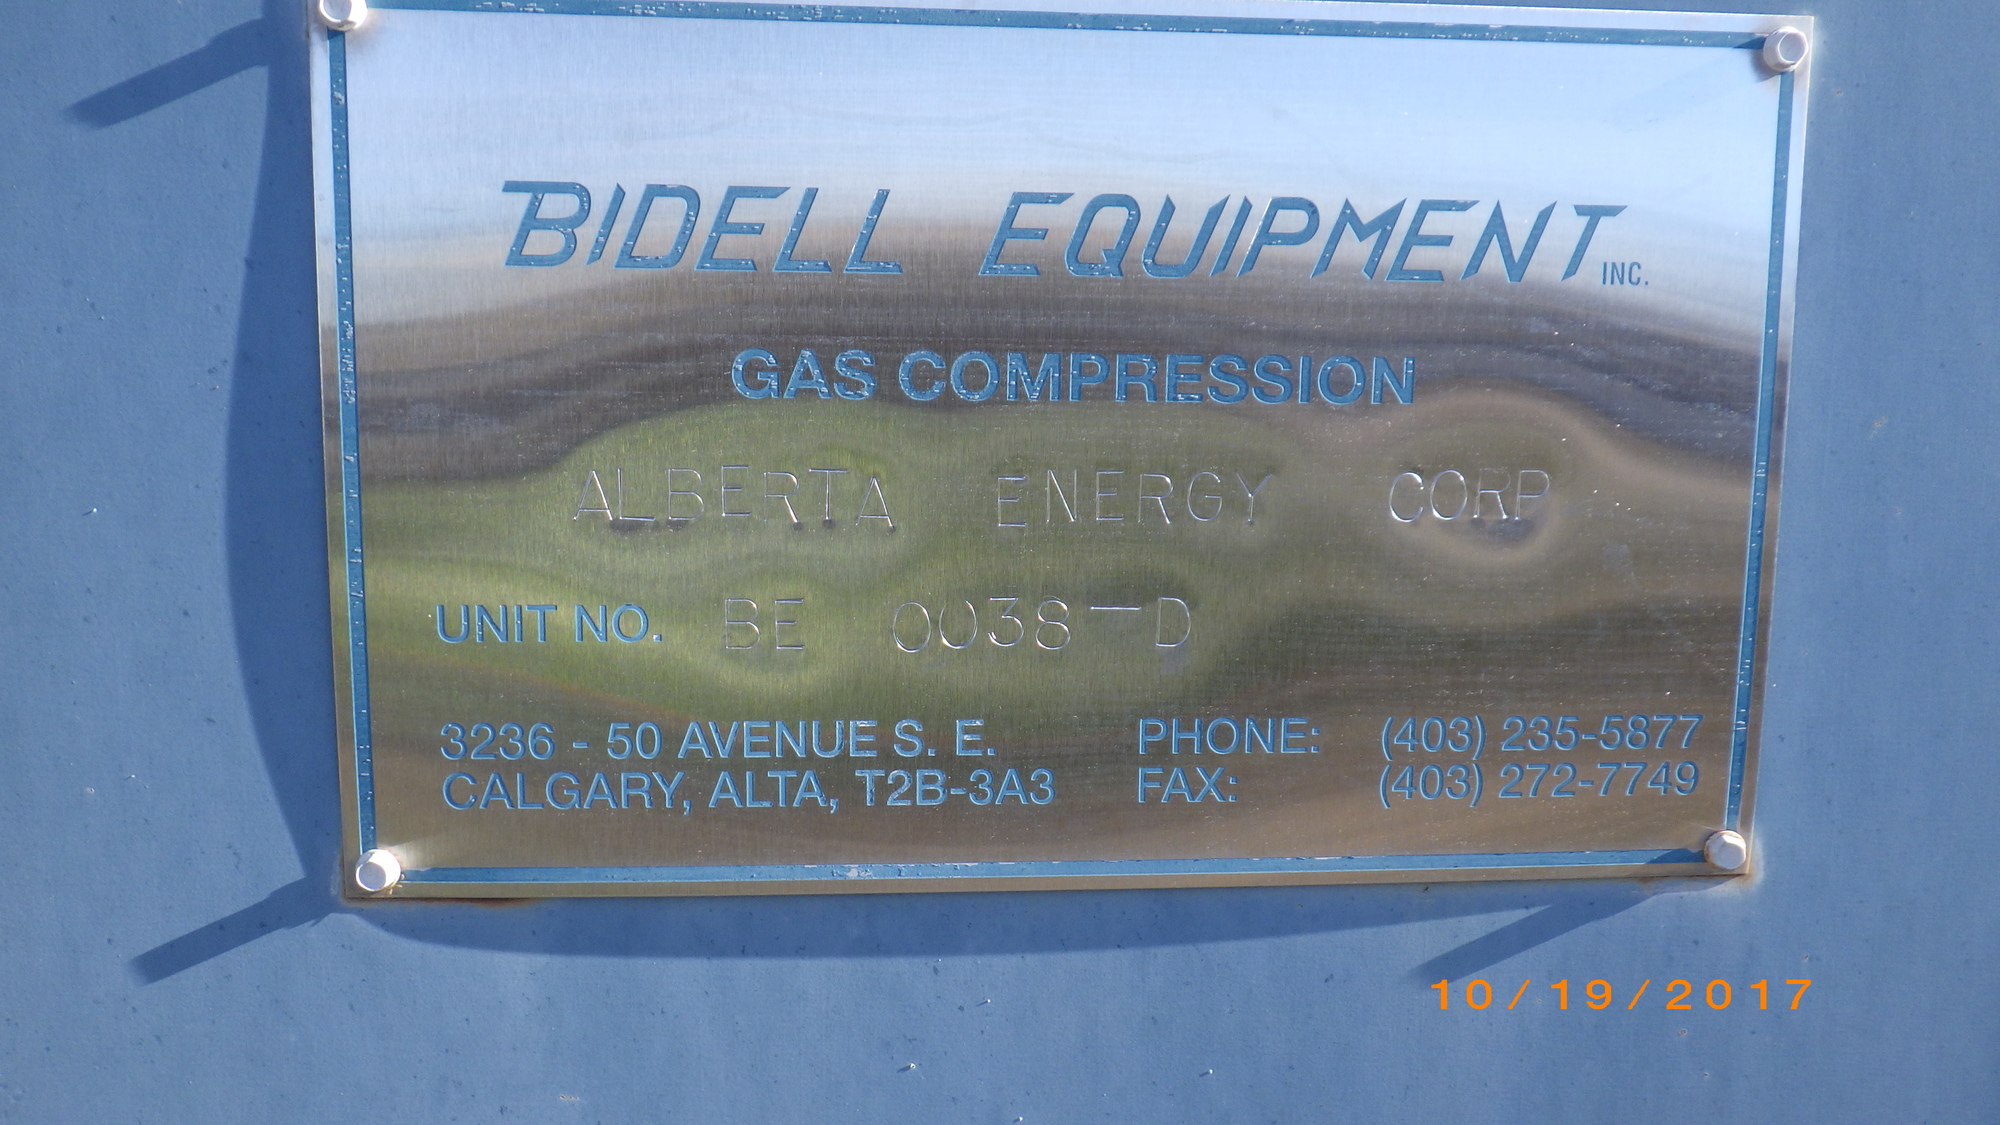 BIDELL EQUIPMENT INC.
GAS COMPRESSION
ALBERTA ENERGY CORP
UNIT NO. BE 0038-D
3236 - 50 AVENUE S. E. PHONE: (403) 235-5877
CALGARY, ALTA, T2B-3A3 FAX: (403) 272-7749
10/19/2017